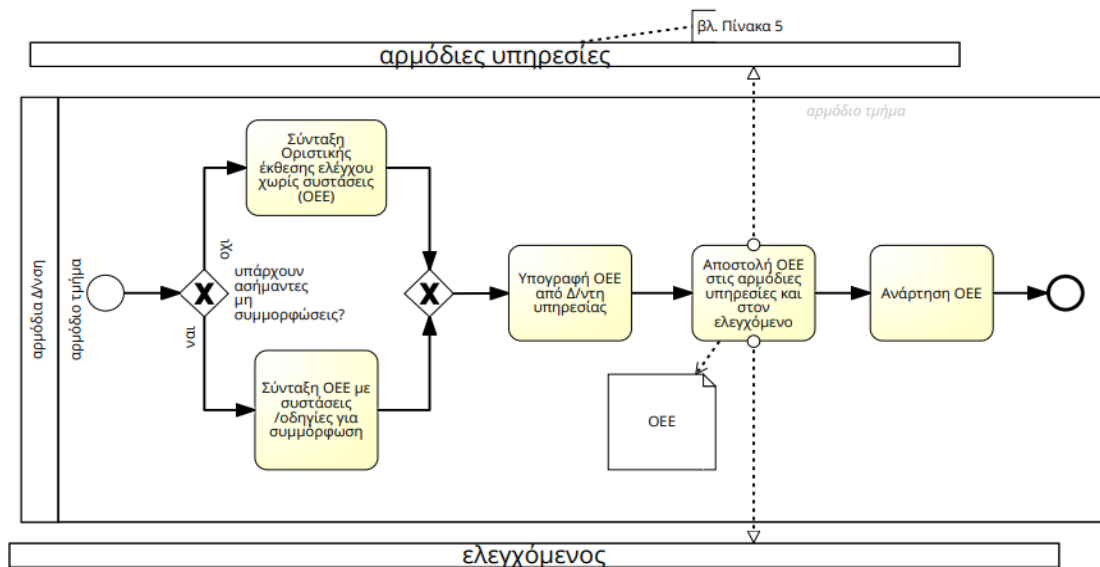 βλ. Πίνακα 5
αρμόδιες υπηρεσίες
αρμόδιο τμήμα
αρμόδια Δ/νση
αρμόδιο τμήμα
Σύνταξη
Οριστικής
έκθεσης ελέγχου
χωρίς συστάσεις
(ΟΕΕ)
όχι
υπάρχουν
ασήμαντες
μη
συμμορφώσεις?
ναι
Σύνταξη ΟΕΕ με
συστάσεις
/οδηγίες για
συμμόρφωση
Υπογραφή ΟΕΕ
από Δ/ντη
υπηρεσίας
Αποστολή ΟΕΕ
στις αρμόδιες
υπηρεσίες και
στον
ελεγχόμενο
Ανάρτηση ΟΕΕ
ΟΕΕ
ελεγχόμενος